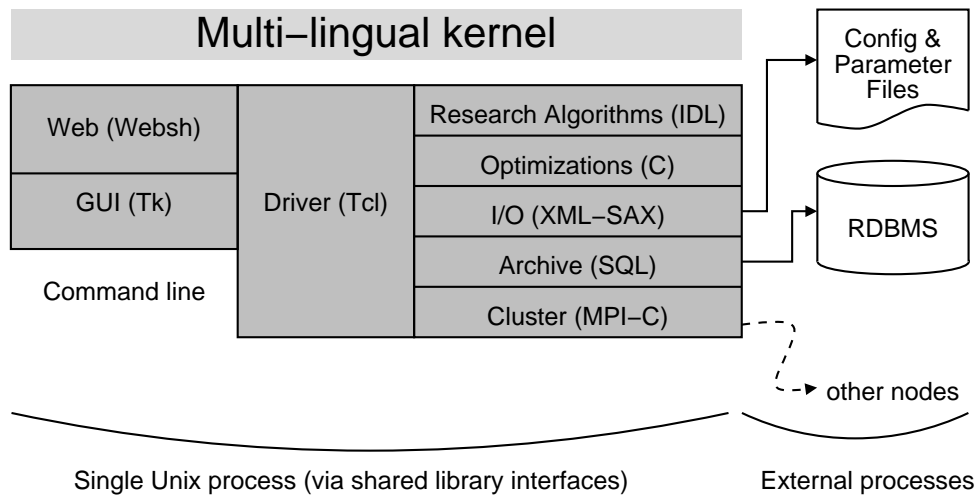 Multi−lingual kernel
Web (Websh)
GUI (Tk)
Command line
Driver (Tcl)
Research Algorithms (IDL)
Optimizations (C)
I/O (XML−SAX)
Archive (SQL)
Cluster (MPI−C)
Config &
Parameter
Files
RDBMS
other nodes
Single Unix process (via shared library interfaces)
External processes